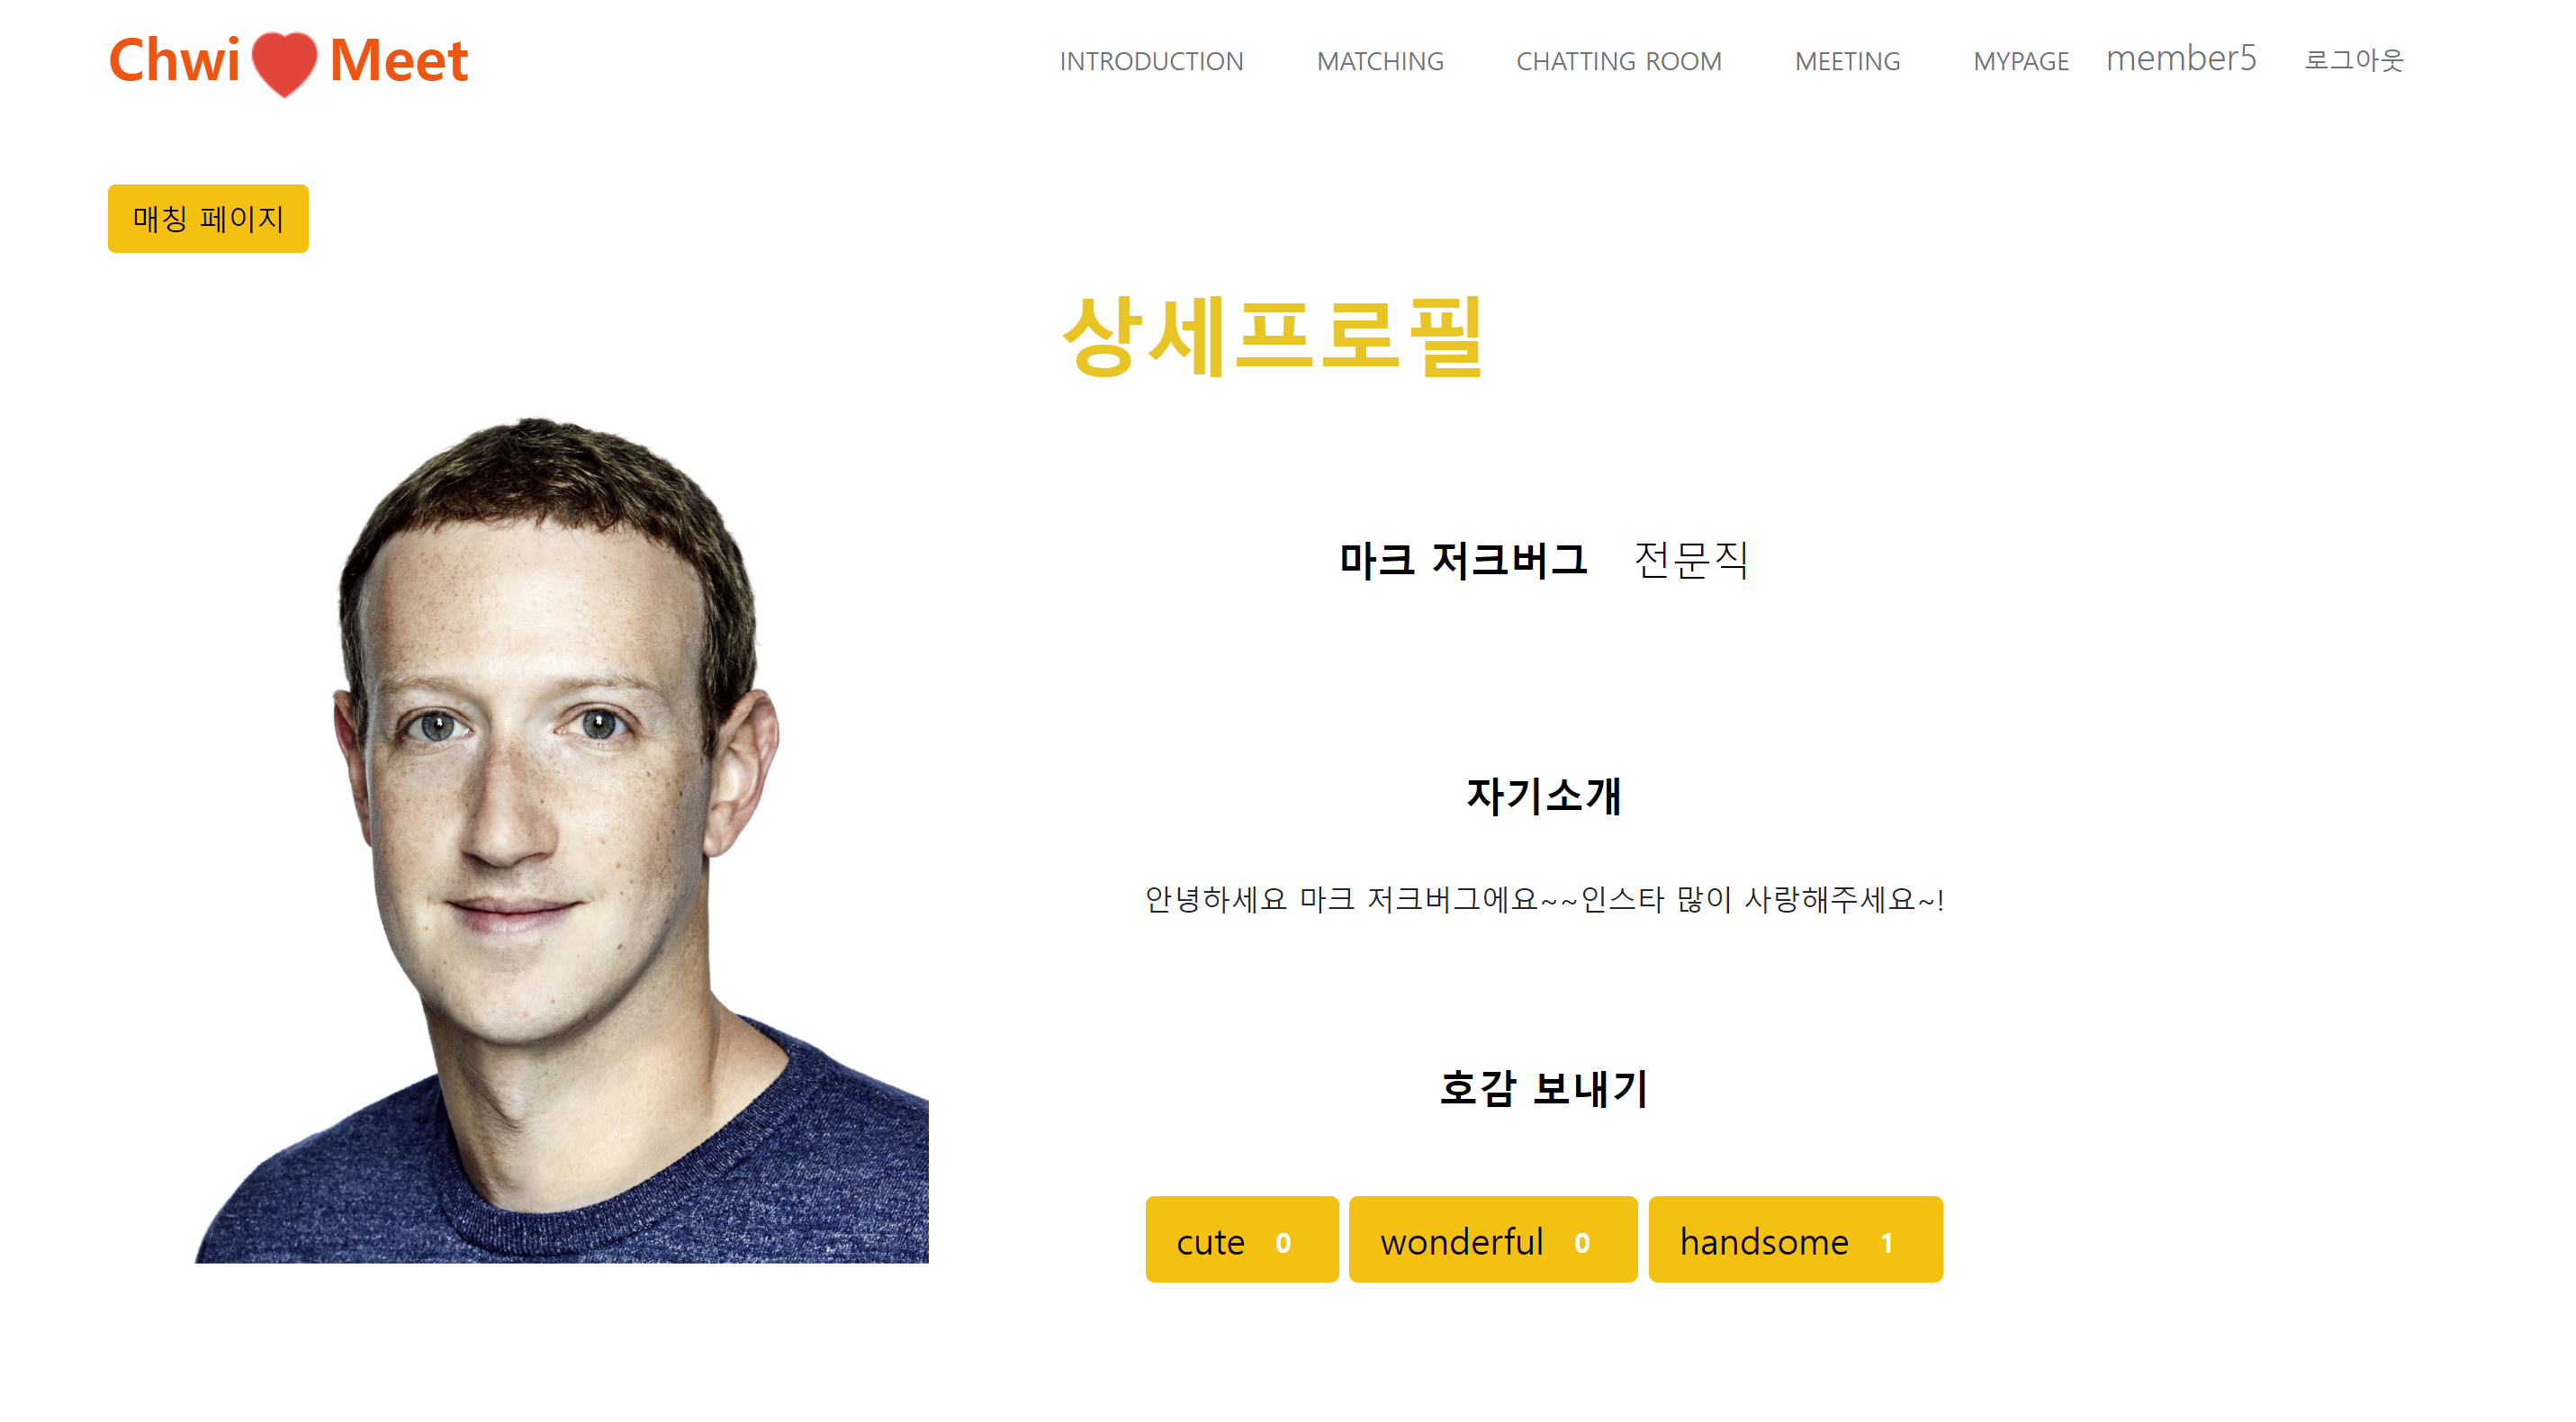 Chwi Meet
INTRODUCTION MATCHING CHATTING ROOM MEETING MYPAGE member5 로그아웃
매칭 페이지
상세프로필
마크 저크버그 전문직
자기소개
안녕하세요 마크 저크버그에요~~인스타 많이 사랑해주세요~!
호감 보내기
cute 0 wonderful 0 handsome 1